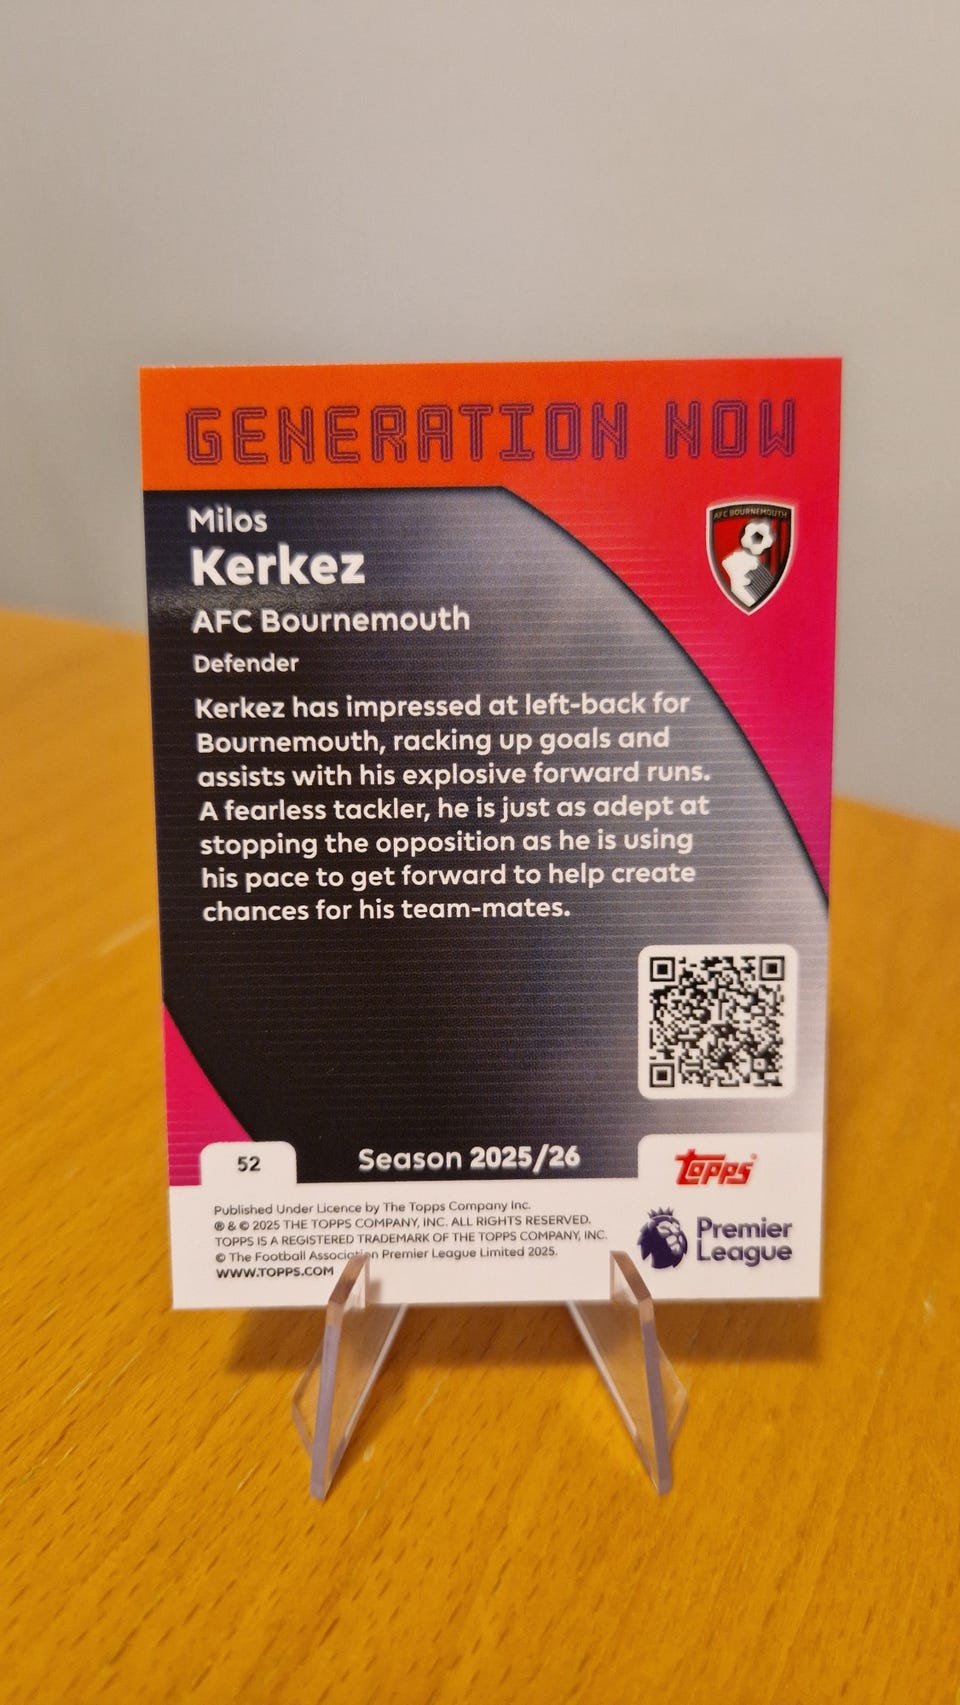 GENERATION NOW
AFC BOURNEMOUTH
Milos
Kerkez
AFC Bournemouth
Defender
Kerkez has impressed at left-back for
Bournemouth, racking up goals and
assists with his explosive forward runs.
A fearless tackler, he is just as adept at
stopping the opposition as he is using
his pace to get forward to help create
chances for his team-mates.
52
Season 2025/26
Topps®
Published Under Licence by The Topps Company Inc.
® & © 2025 THE TOPPS COMPANY, INC. ALL RIGHTS RESERVED.
TOPPS IS A REGISTERED TRADEMARK OF THE TOPPS COMPANY, INC.
© The Football Association Premier League Limited 2025.
WWW.TOPPS.COM
Premier
League